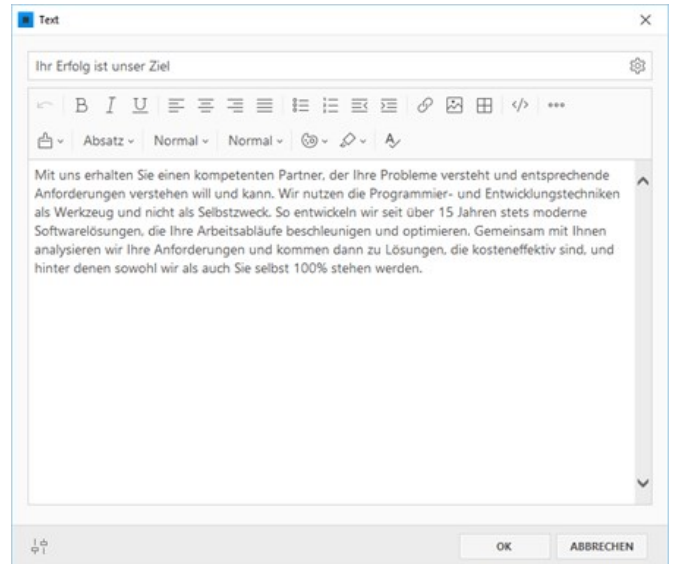 Text
Ihr Erfolg ist unser Ziel
B I U
Absatz Normal Normal
Mit uns erhalten Sie einen kompetenten Partner, der Ihre Probleme versteht und entsprechende
Anforderungen verstehen will und kann. Wir nutzen die Programmier- und Entwicklungstechniken
als Werkzeug und nicht als Selbstzweck. So entwickeln wir seit über 15 Jahren stets moderne
Softwarelösungen, die Ihre Arbeitsabläufe beschleunigen und optimieren. Gemeinsam mit Ihnen
analysieren wir Ihre Anforderungen und kommen dann zu Lösungen, die kosteneffektiv sind, und
hinter denen sowohl wir als auch Sie selbst 100% stehen werden.
OK ABBRECHEN